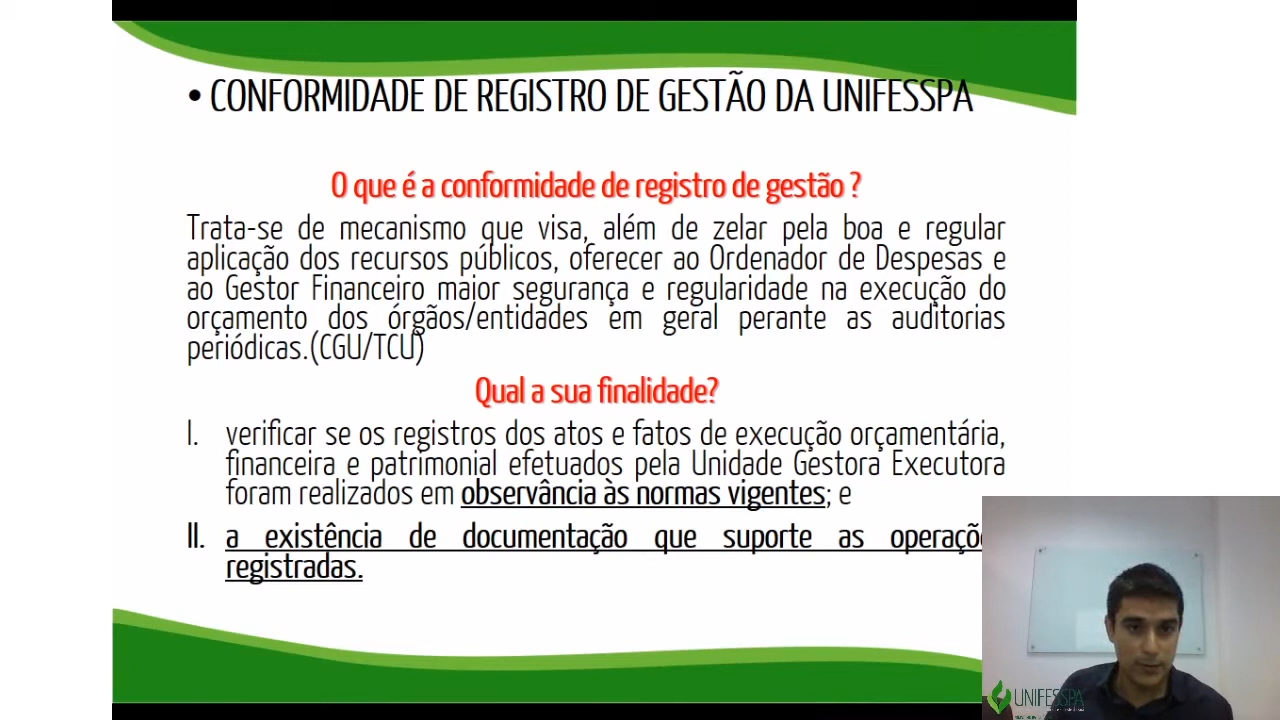 • CONFORMIDADE DE REGISTRO DE GESTÃO DA UNIFESSPA
O que é a conformidade de registro de gestão ?
Trata-se de mecanismo que visa, além de zelar pela boa e regular
aplicação dos recursos públicos, oferecer ao Ordenador de Despesas e
ao Gestor Financeiro maior segurança e regularidade na execução do
orçamento dos órgãos/entidades em geral perante as auditorias
periódicas.(CGU/TCU)
Qual a sua finalidade?
I. verificar se os registros dos atos e fatos de execução orçamentária,
financeira e patrimonial efetuados pela Unidade Gestora Executora
foram realizados em observância às normas vigentes; e
II. a existência de documentação que suporte as
registradas.
UNIFESSPA